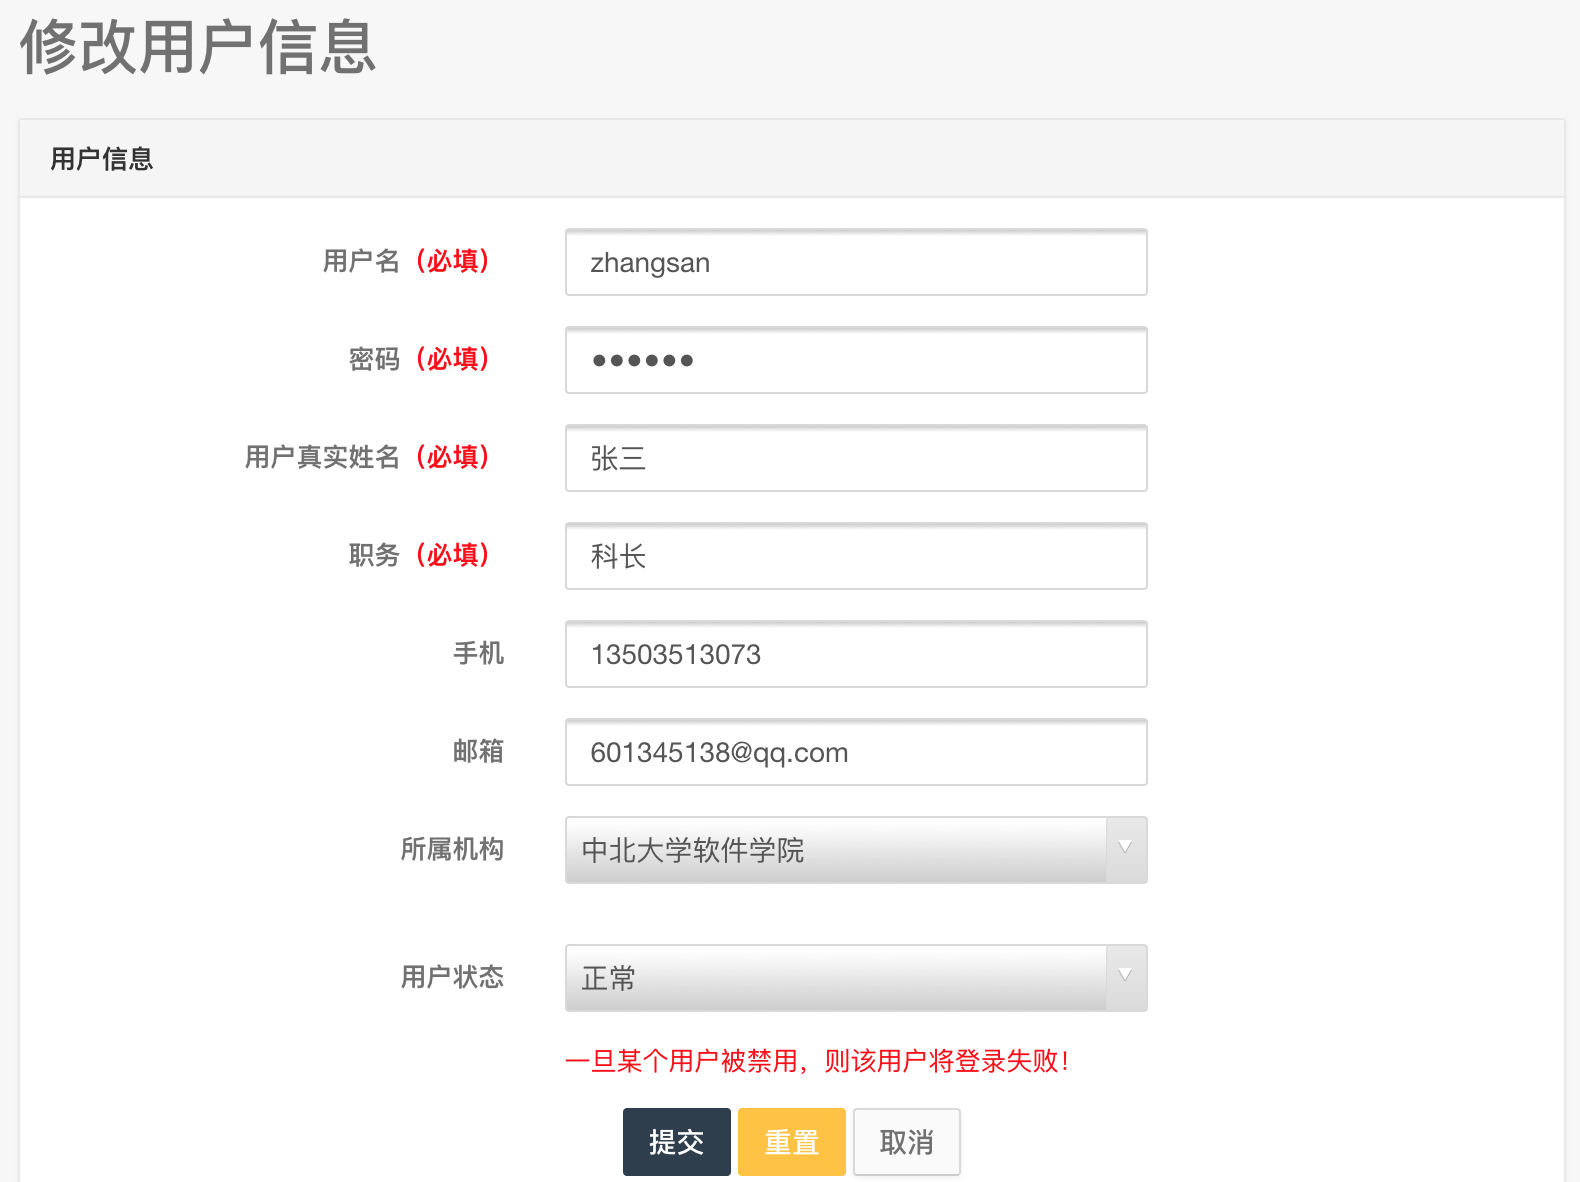 修改用户信息
用户信息
用户名（必填） zhangsan
密码（必填） ••••••
用户真实姓名（必填） 张三
职务（必填） 科长
手机 13503513073
邮箱 601345138@qq.com
所属机构 中北大学软件学院
用户状态 正常
一旦某个用户被禁用，则该用户将登录失败！
提交 重置 取消